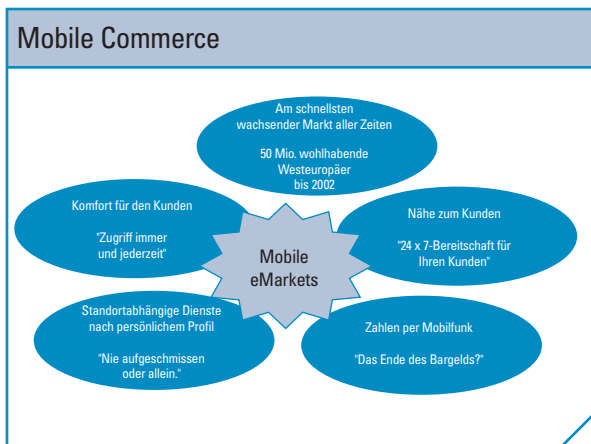 Mobile Commerce
Am schnellsten
wachsender Markt aller Zeiten
50 Mio. wohlhabende
Westeuropäer
bis 2002
Komfort für den Kunden
"Zugriff immer
und jederzeit"
Nähe zum Kunden
"24 x 7-Bereitschaft für
Ihren Kunden"
Mobile
eMarkets
Standortabhängige Dienste
nach persönlichem Profil
"Nie aufgeschmissen
oder allein."
Zahlen per Mobilfunk
"Das Ende des Bargelds?"